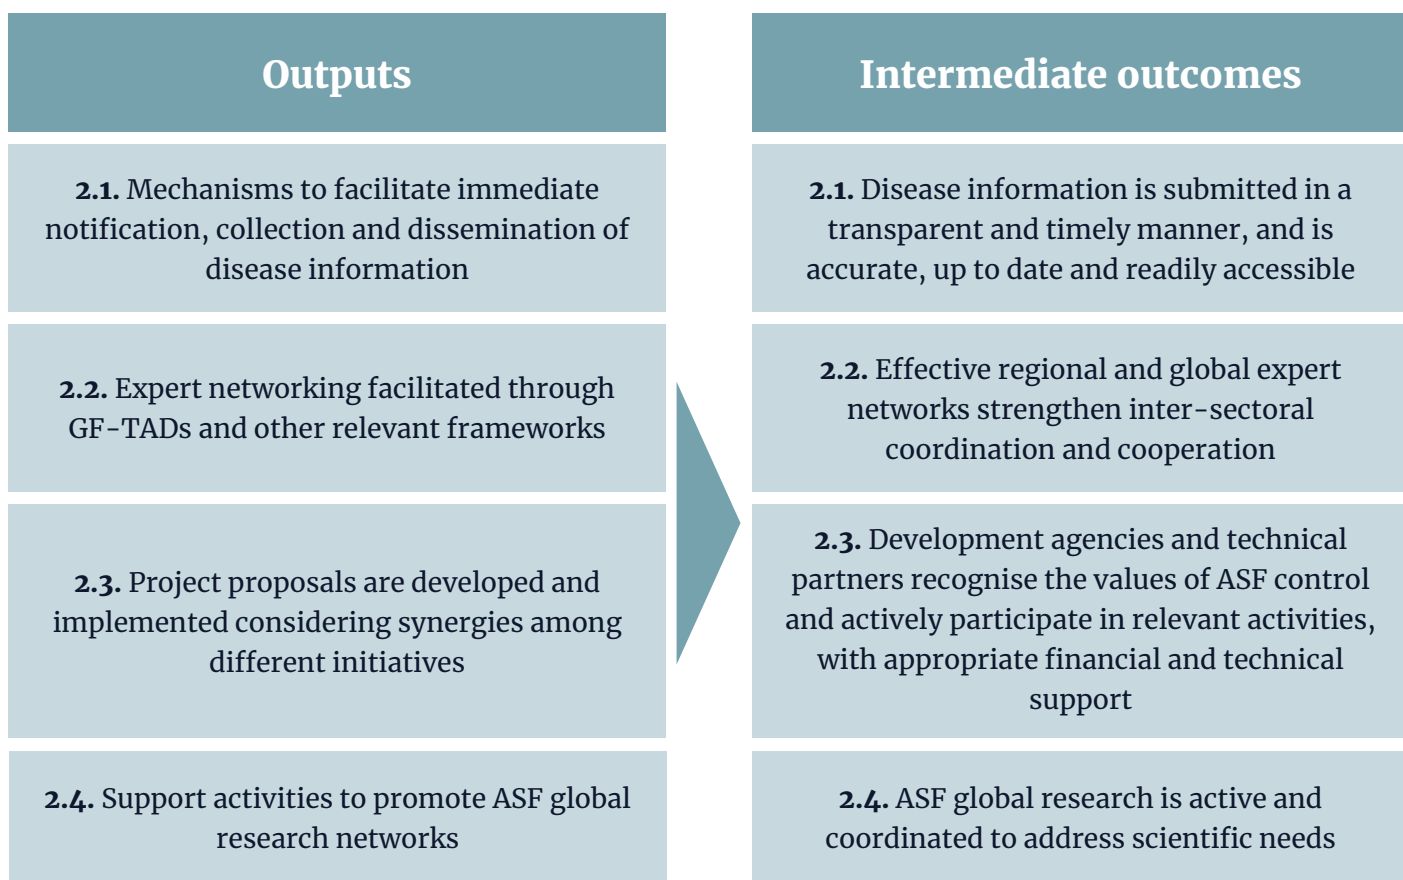 Outputs
2.1. Mechanisms to facilitate immediate
notification, collection and dissemination of
disease information
2.2. Expert networking facilitated through
GF-TADs and other relevant frameworks
2.3. Project proposals are developed and
implemented considering synergies among
different initiatives
2.4. Support activities to promote ASF global
research networks
Intermediate outcomes
2.1. Disease information is submitted in a
transparent and timely manner, and is
accurate, up to date and readily accessible
2.2. Effective regional and global expert
networks strengthen inter-sectoral
coordination and cooperation
2.3. Development agencies and technical
partners recognise the values of ASF control
and actively participate in relevant activities,
with appropriate financial and technical
support
2.4. ASF global research is active and
coordinated to address scientific needs